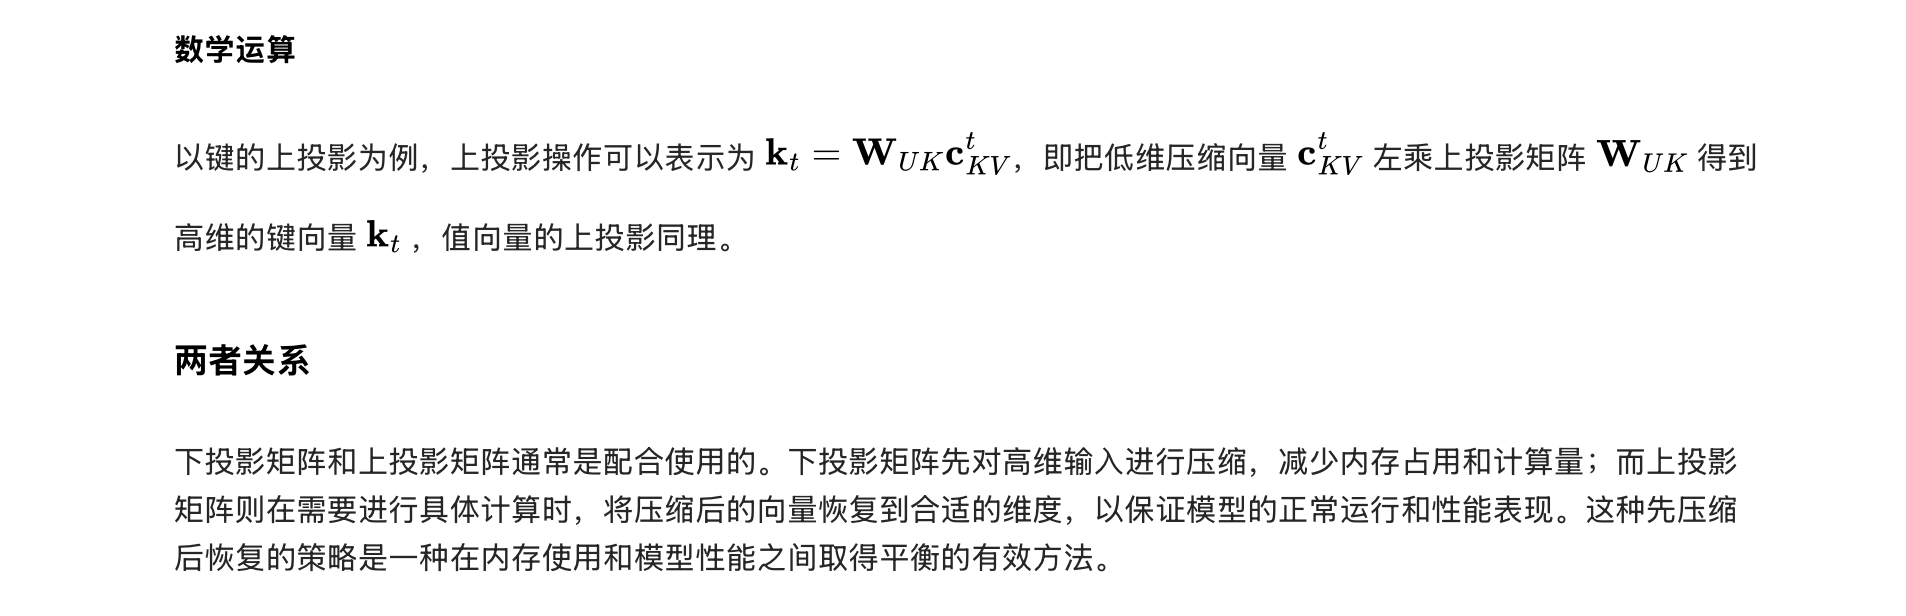 数学运算
以键的上投影为例，上投影操作可以表示为 $\mathbf{k}_t = \mathbf{W}_{UK}\mathbf{c}_{KV}^t$，即把低维压缩向量 $\mathbf{c}_{KV}^t$ 左乘上投影矩阵 $\mathbf{W}_{UK}$ 得到
高维的键向量 $\mathbf{k}_t$ ，值向量的上投影同理。
两者关系
下投影矩阵和上投影矩阵通常是配合使用的。下投影矩阵先对高维输入进行压缩，减少内存占用和计算量；而上投影
矩阵则在需要进行具体计算时，将压缩后的向量恢复到合适的维度，以保证模型的正常运行和性能表现。这种先压缩
后恢复的策略是一种在内存使用和模型性能之间取得平衡的有效方法。